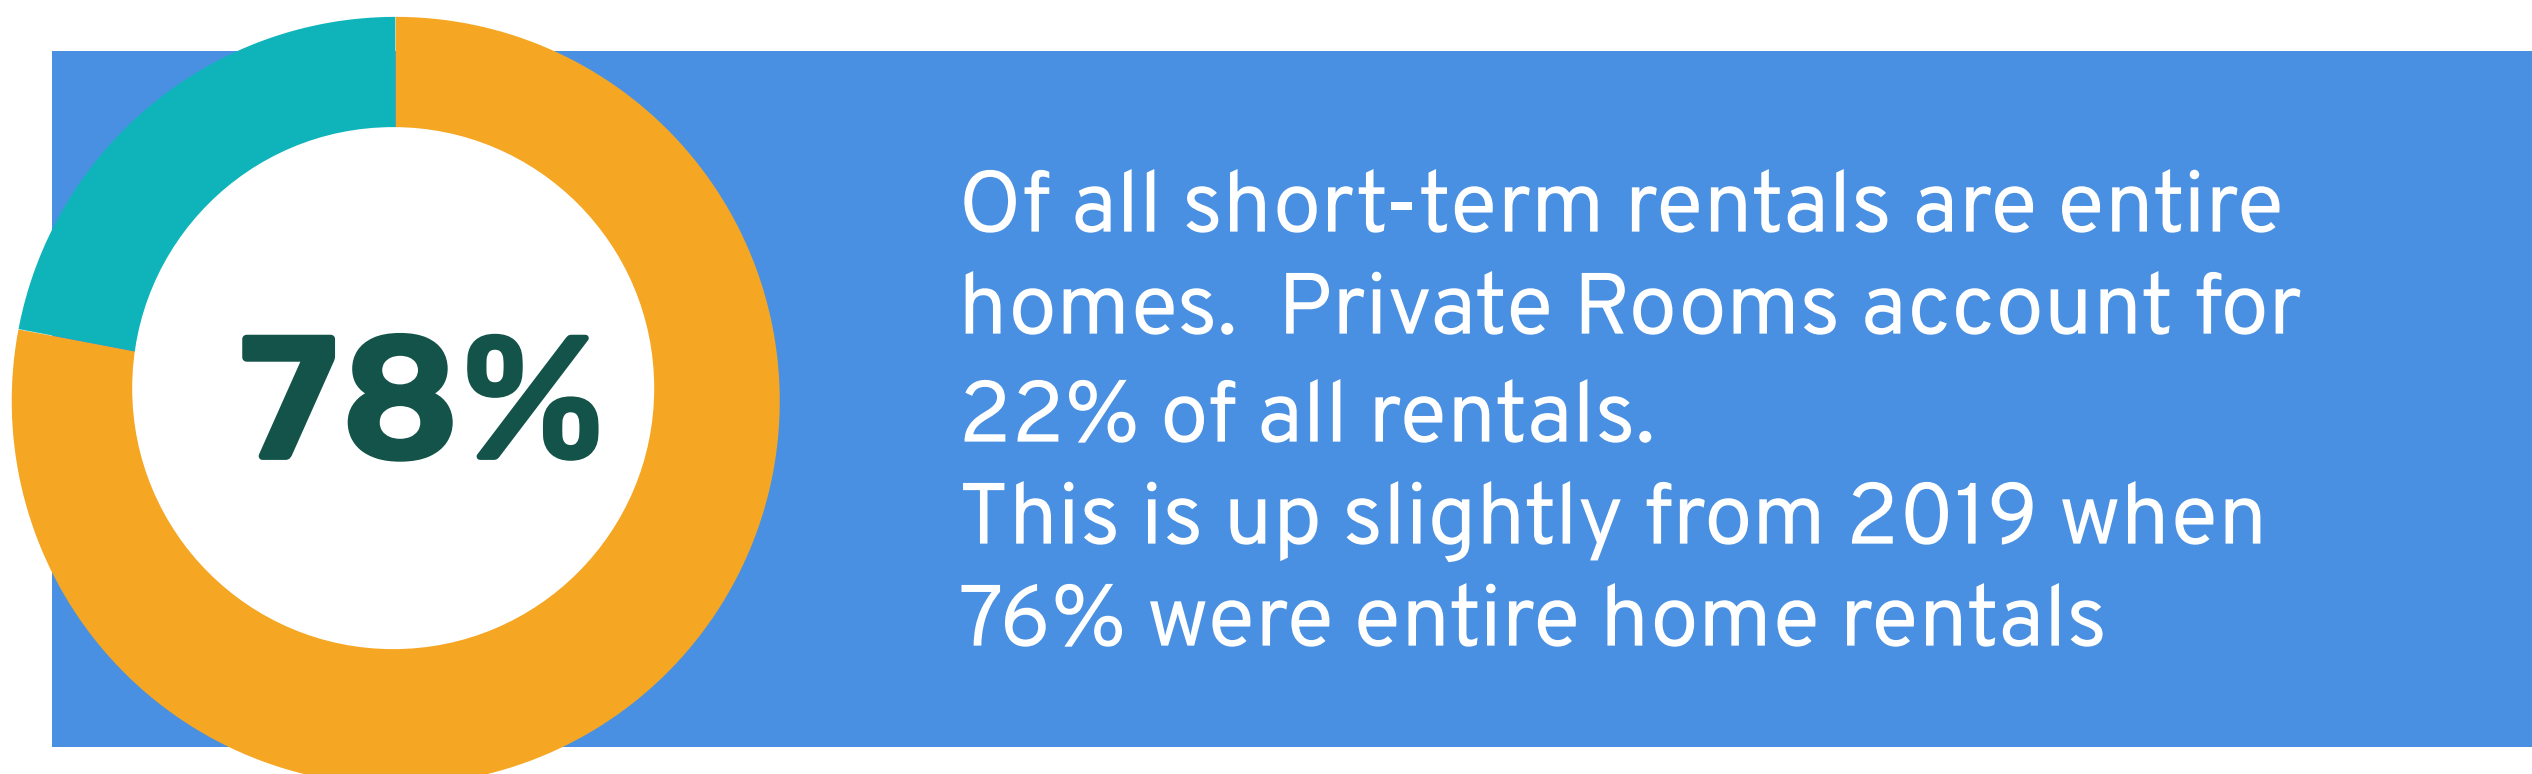 78%
Of all short-term rentals are entire
homes.  Private Rooms account for
22% of all rentals.
This is up slightly from 2019 when
76% were entire home rentals